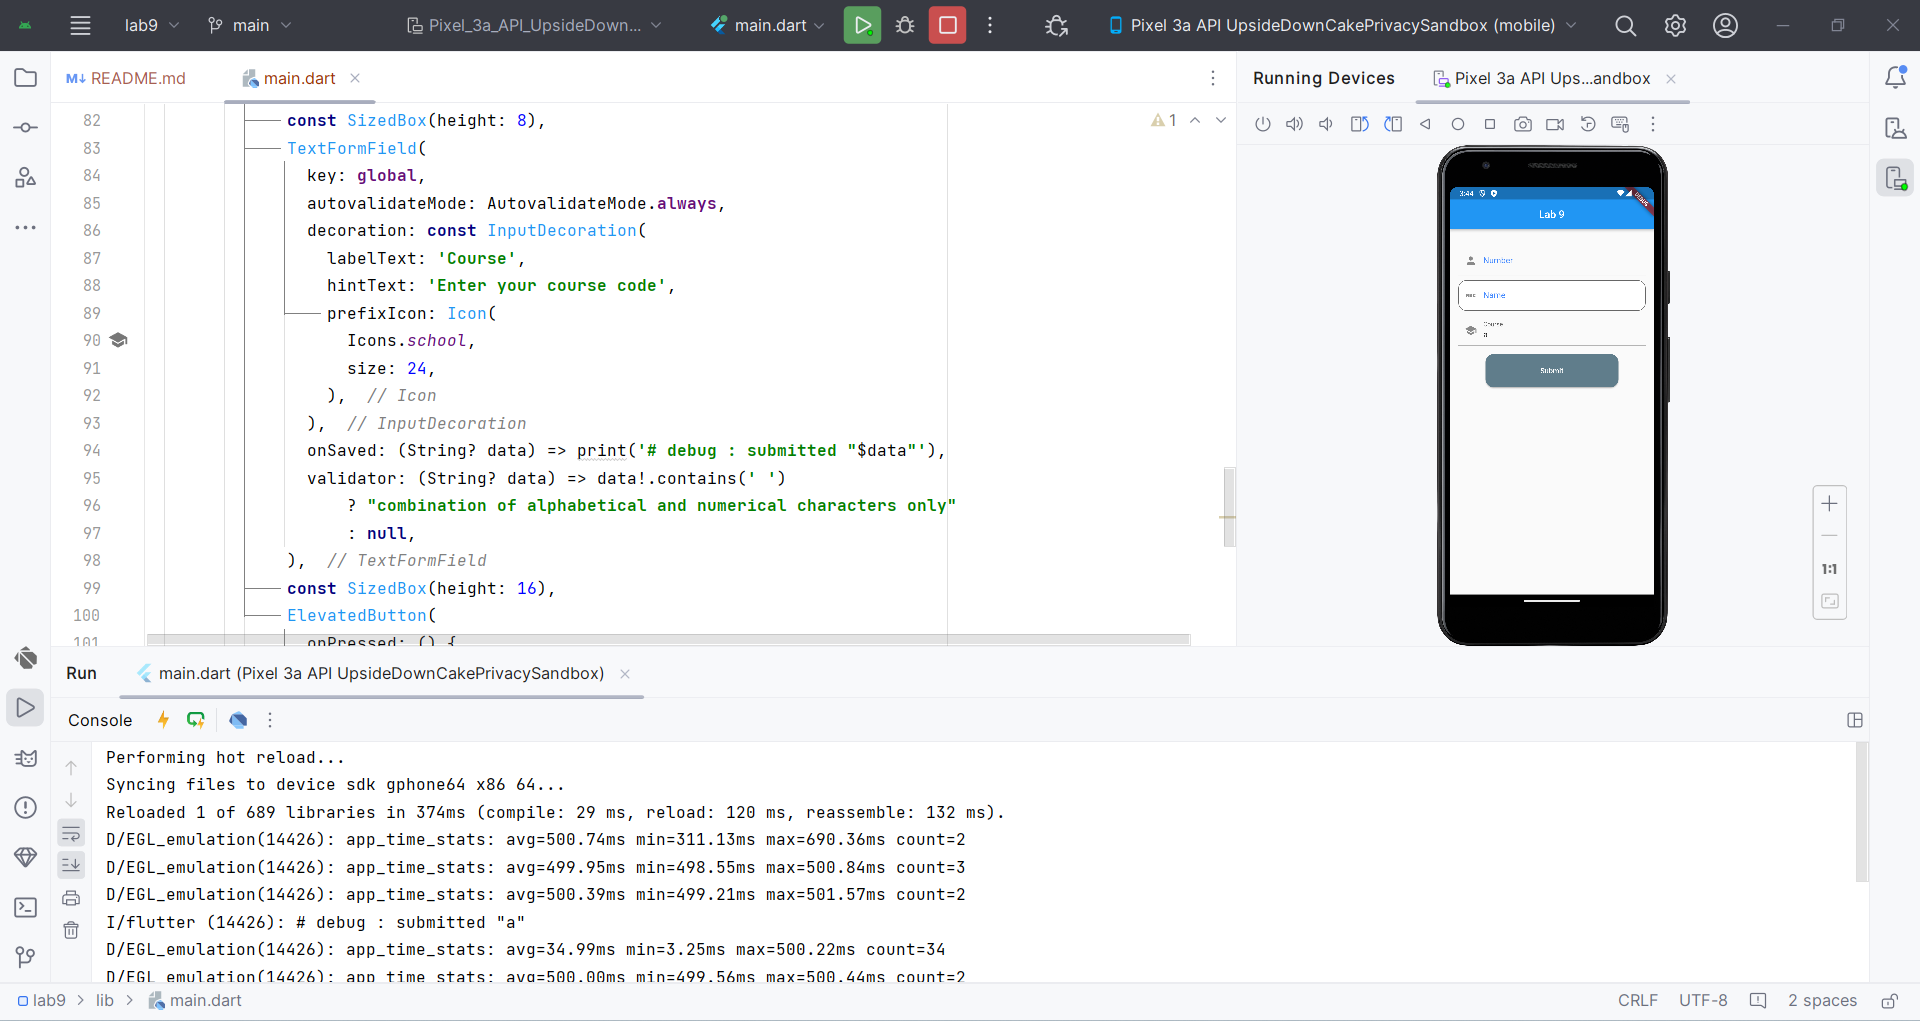 lab9
main
Pixel_3a_API_UpsideDown...
main.dart
Pixel 3a API UpsideDownCakePrivacySandbox (mobile)
M↓ README.md
main.dart
Running Devices
Pixel 3a API Ups...andbox
82 const SizedBox(height: 8),
1
83 TextFormField(
84 key: global,
85 autovalidateMode: AutovalidateMode.always,
86 decoration: const InputDecoration(
87 labelText: 'Course',
88 hintText: 'Enter your course code',
89 prefixIcon: Icon(
90 Icons.school,
91 size: 24,
92 ), // Icon
93 ), // InputDecoration
94 onSaved: (String? data) => print('# debug : submitted "$data"'),
95 validator: (String? data) => data!.contains(' ')
96 ? "combination of alphabetical and numerical characters only"
97 : null,
98 ), // TextFormField
99 const SizedBox(height: 16),
100 ElevatedButton(
101 onPressed: () {
3:44
DEBUG
Lab 9
Number
Name
Course
a
Submit
1:1
Run
main.dart (Pixel 3a API UpsideDownCakePrivacySandbox)
Console
Performing hot reload...
Syncing files to device sdk gphone64 x86 64...
Reloaded 1 of 689 libraries in 374ms (compile: 29 ms, reload: 120 ms, reassemble: 132 ms).
D/EGL_emulation(14426): app_time_stats: avg=500.74ms min=311.13ms max=690.36ms count=2
D/EGL_emulation(14426): app_time_stats: avg=499.95ms min=498.55ms max=500.84ms count=3
D/EGL_emulation(14426): app_time_stats: avg=500.39ms min=499.21ms max=501.57ms count=2
I/flutter (14426): # debug : submitted "a"
D/EGL_emulation(14426): app_time_stats: avg=34.99ms min=3.25ms max=500.22ms count=34
D/EGL_emulation(14426): app_time_stats: avg=500.00ms min=499.56ms max=500.44ms count=2
lab9 > lib > main.dart
CRLF
UTF-8
2 spaces